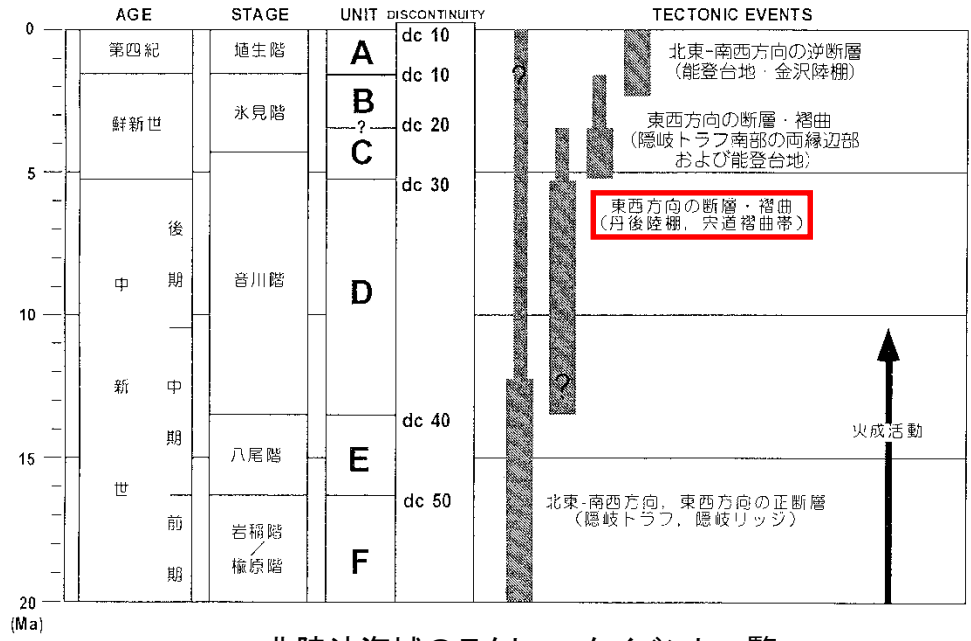 AGE STAGE UNIT DISCONTINUITY TECTONIC EVENTS
0
第四紀 埴生階 A dc 10
dc 10
鮮新世 氷見階 B
? dc 20
C
5
dc 30
中新世
後期
音川階 D
10
中期
dc 40
15
八尾階 E
dc 50
前期
岩稲階
/
楡原階
F
20
(Ma)
?
?
北東-南西方向の逆断層
(能登台地・金沢陸棚)
東西方向の断層・褶曲
(隠岐トラフ南部の両縁辺部
および能登台地)
東西方向の断層・褶曲
(丹後陸棚, 宍道褶曲帯)
火成活動
北東-南西方向, 東西方向の正断層
(隠岐トラフ, 隠岐リッジ)